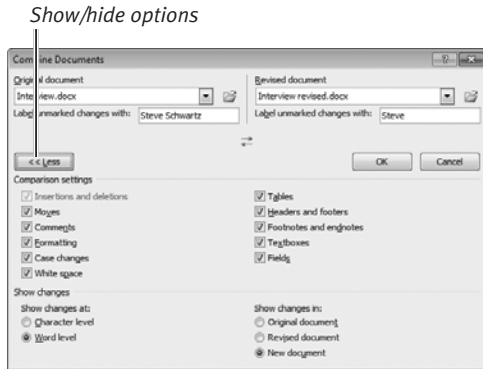 Show/hide options
Combine Documents
Original document
Revised document
Interview.docx
Interview revised.docx
Label unmarked changes with: Steve Schwartz
Label unmarked changes with: Steve
<< Less
OK
Cancel
Comparison settings
Insertions and deletions
Moves
Comments
Formatting
Case changes
White space
Tables
Headers and footers
Footnotes and endnotes
Textboxes
Fields
Show changes
Show changes at:
Character level
Word level
Show changes in:
Original document
Revised document
New document